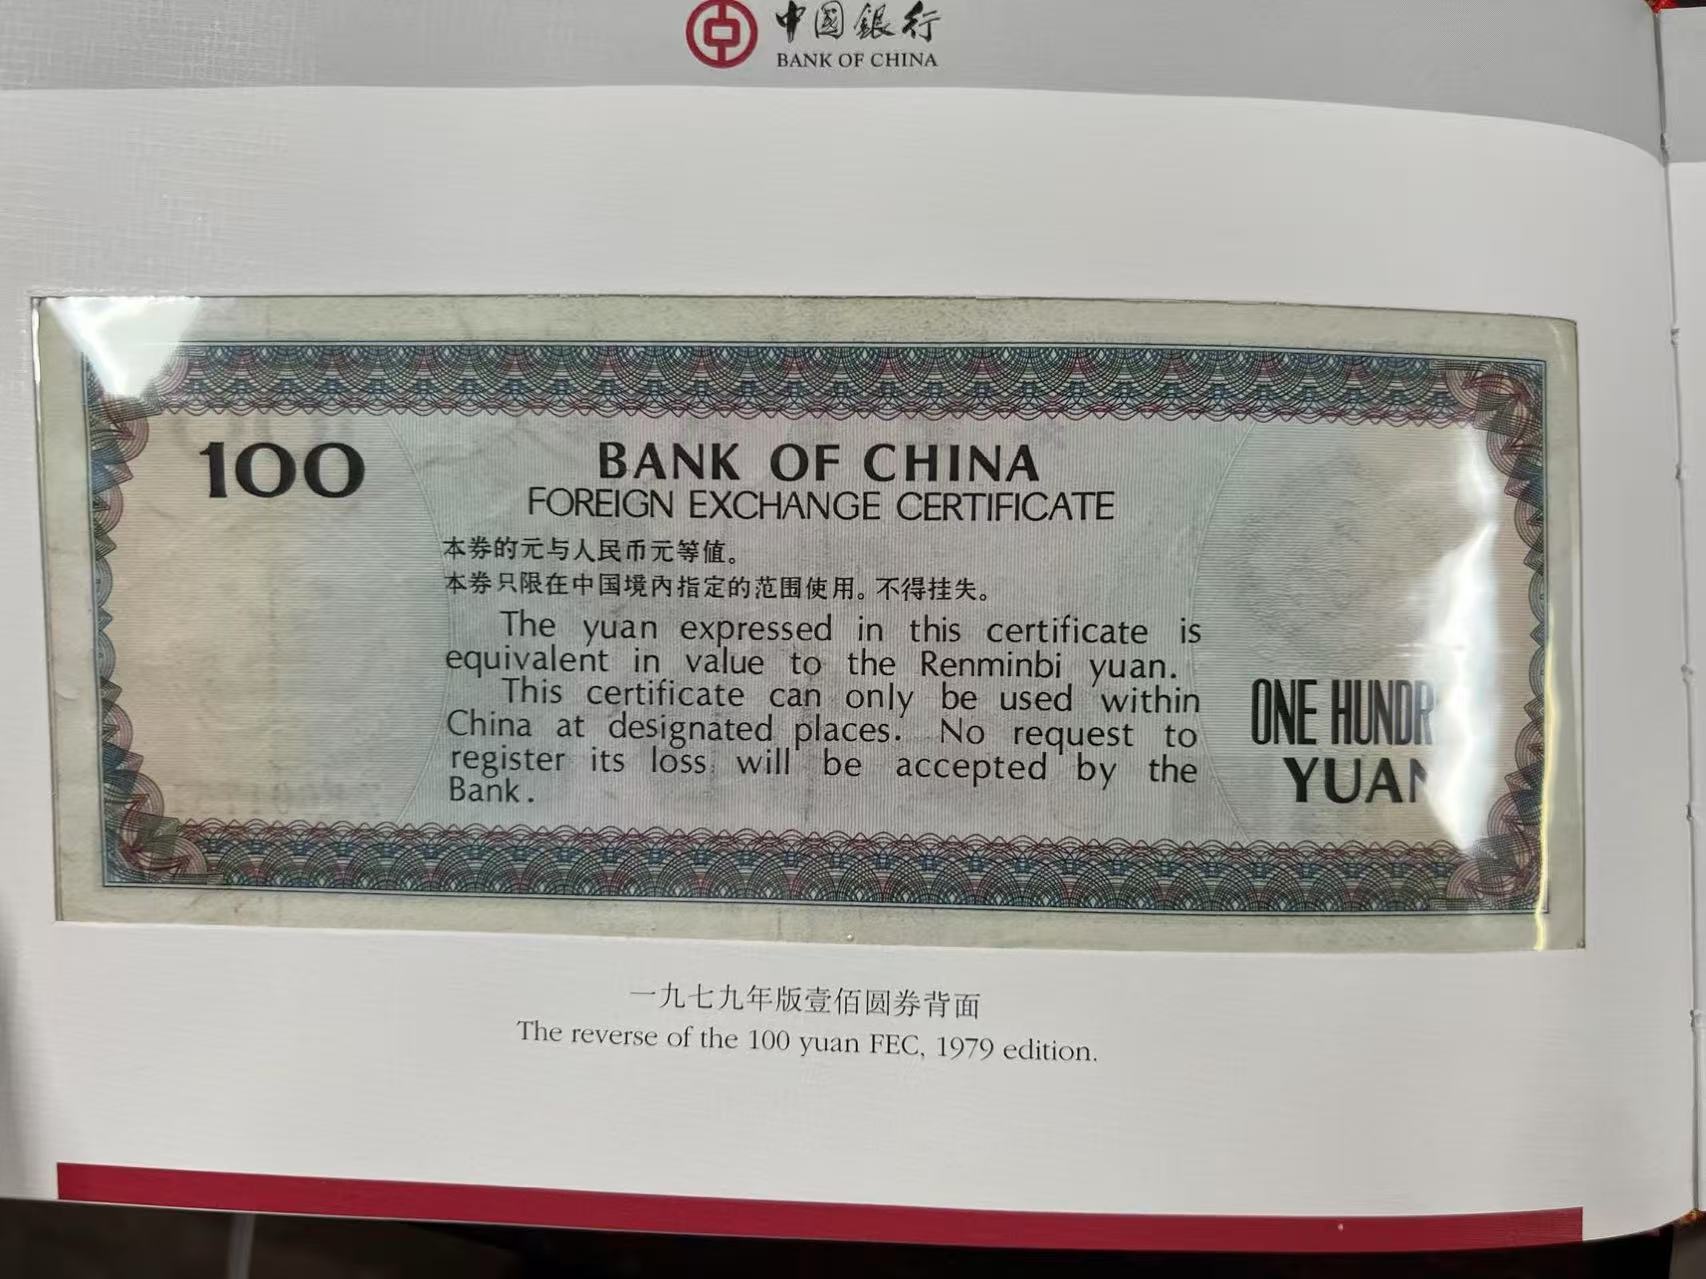 中国銀行
BANK OF CHINA
100
BANK OF CHINA
FOREIGN EXCHANGE CERTIFICATE
本券的元与人民币元等值。
本券只限在中国境内指定的范围使用。不得挂失。
The yuan expressed in this certificate is
equivalent in value to the Renminbi yuan.
This certificate can only be used within
China at designated places. No request to
register its loss will be accepted by the
Bank.
ONE HUNDR
YUAN
一九七九年版壹佰圆券背面
The reverse of the 100 yuan FEC, 1979 edition.